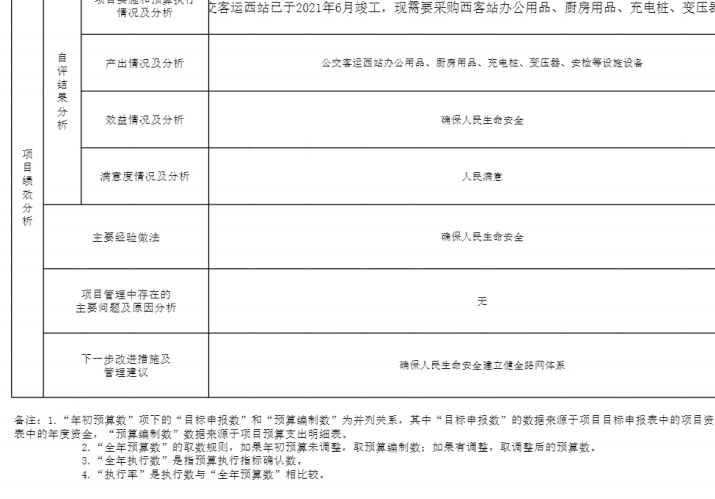 项目实施和预算执行
情况及分析
交客运西站已于2021年6月竣工，现需要采购西客站办公用品、厨房用品、充电桩、变压器
自评结果分析
产出情况及分析
公交客运西站办公用品、厨房用品、充电桩、变压器、安检等设施设备
效益情况及分析
确保人民生命安全
满意度情况及分析
人民满意
项目绩效分析
主要经验做法
确保人民生命安全
项目管理中存在的
主要问题及原因分析
无
下一步改进措施及
管理建议
确保人民生命安全建立健全路网体系
备注：1.“年初预算数”项下的“目标申报数”和“预算编制数”为并列关系，其中“目标申报数”的数据来源于项目目标申报表中的项目资
表中的年度资金，“预算编制数”数据来源于项目预算支出明细表。
2.“全年预算数”的取数规则，如果年初预算未调整，取预算编制数；如果有调整，取调整后的预算数。
3.“全年执行数”是指预算执行指标确认数。
4.“执行率”是执行数与“全年预算数”相比较。